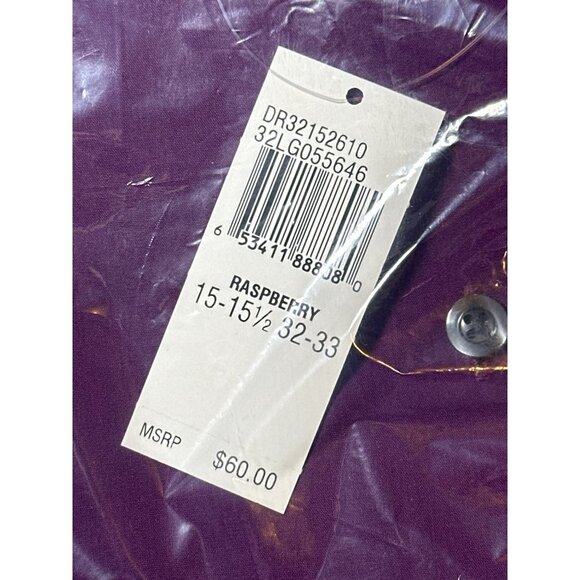 DR32152610
32LG055646
6 53411 88808 0
RASPBERRY
15-15½ 32-33
MSRP $60.00